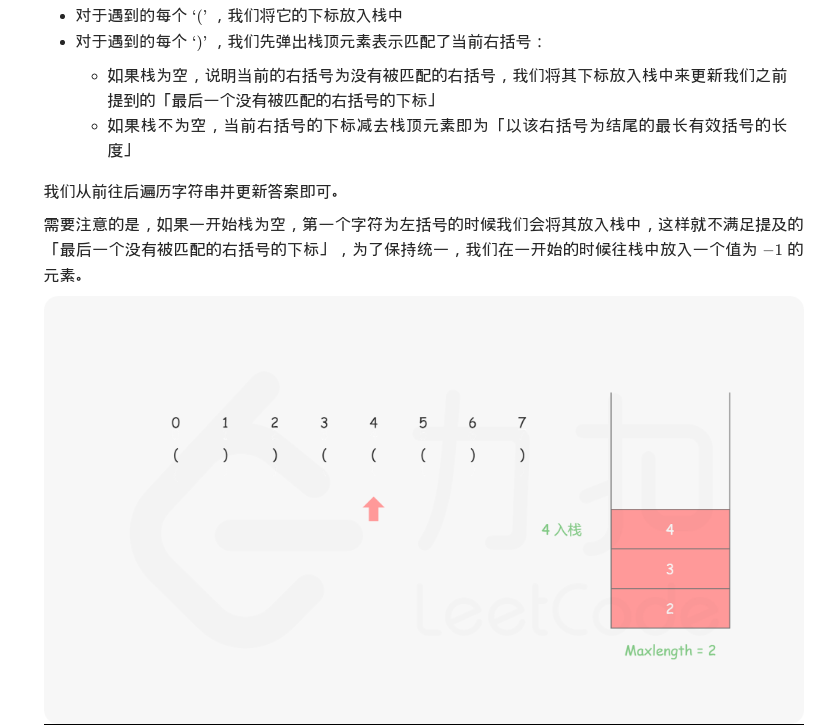 • 对于遇到的每个 ‘(’ ，我们将它的下标放入栈中
• 对于遇到的每个 ‘)’ ，我们先弹出栈顶元素表示匹配了当前右括号：
◦ 如果栈为空，说明当前的右括号为没有被匹配的右括号，我们将其下标放入栈中来更新我们之前
提到的「最后一个没有被匹配的右括号的下标」
◦ 如果栈不为空，当前右括号的下标减去栈顶元素即为「以该右括号为结尾的最长有效括号的长
度」
我们从前往后遍历字符串并更新答案即可。
需要注意的是，如果一开始栈为空，第一个字符为左括号的时候我们会将其放入栈中，这样就不满足提及的
「最后一个没有被匹配的右括号的下标」，为了保持统一，我们在一开始的时候往栈中放入一个值为 −1 的
元素。
0 1 2 3 4 5 6 7
( ) ) ( ( ( ) )
力扣
LeetCode
4 入栈
4
3
2
Maxlength = 2